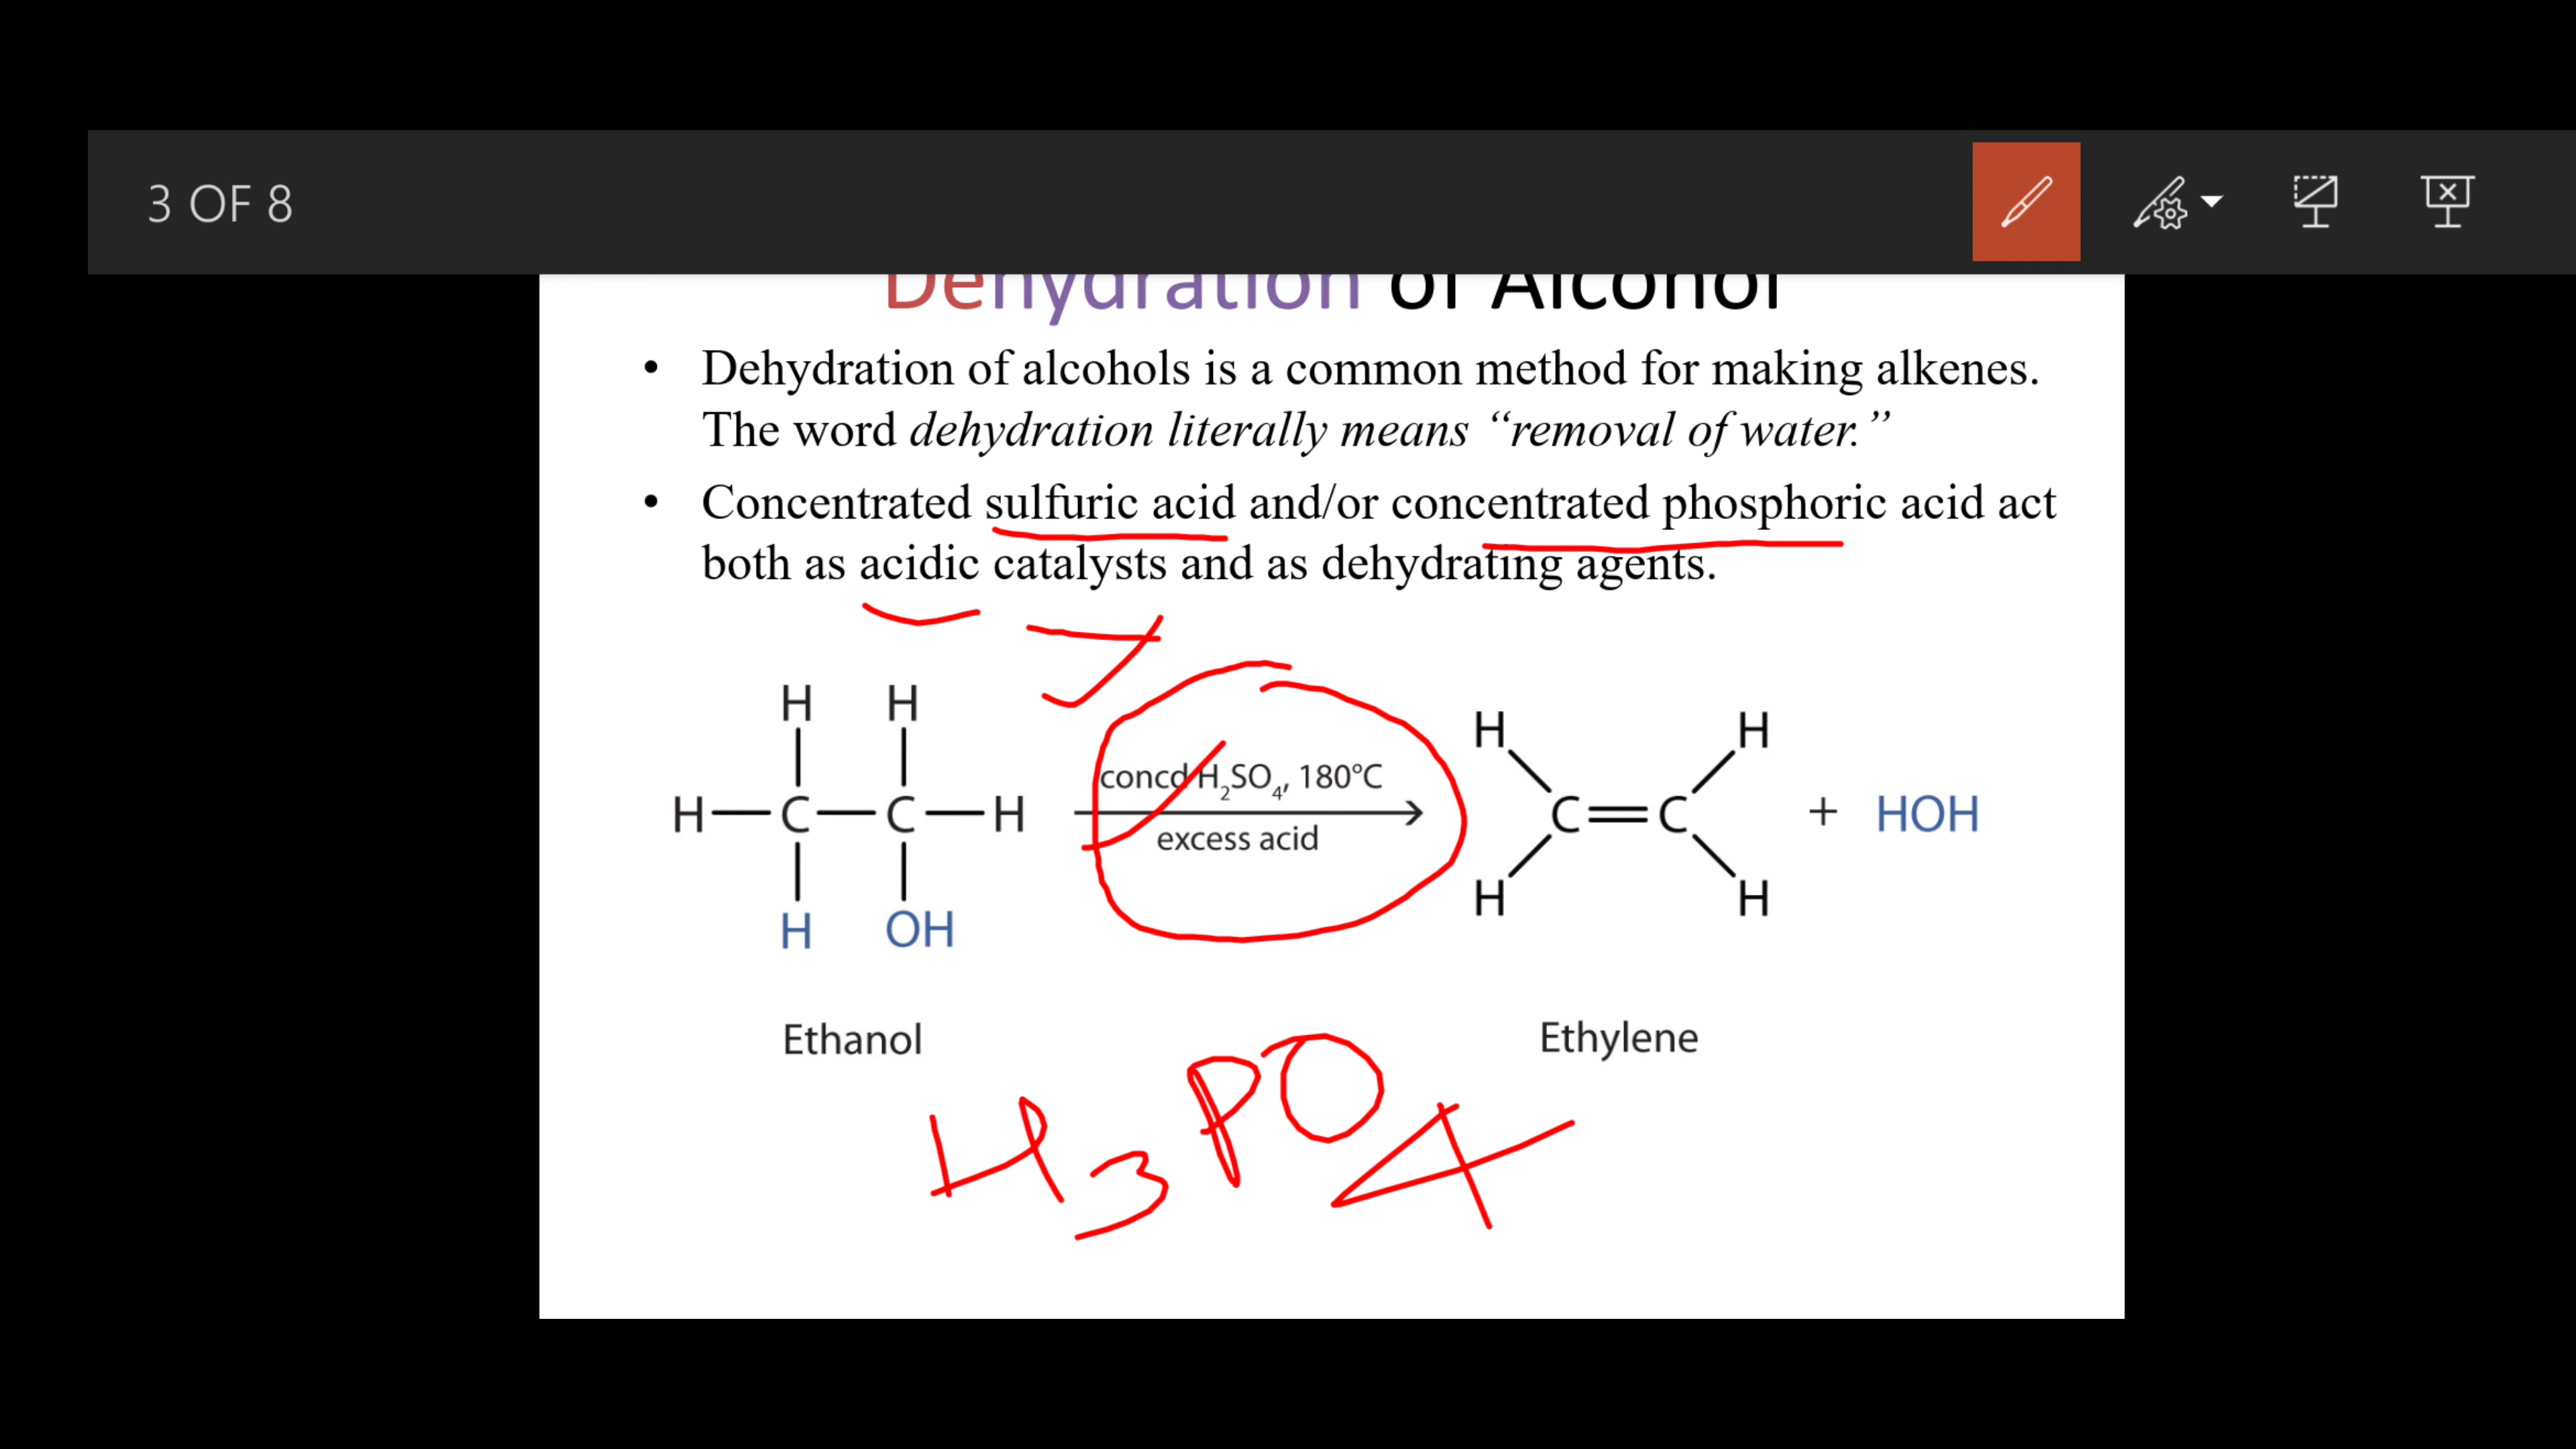 3 OF 8
Dehydration of Alcohol
• Dehydration of alcohols is a common method for making alkenes.
The word dehydration literally means “removal of water.”
• Concentrated sulfuric acid and/or concentrated phosphoric acid act
both as acidic catalysts and as dehydrating agents.
H H
H—C—C—H
H OH
concd H₂SO₄, 180°C
excess acid
H H
C=C
H H
+ HOH
Ethanol
Ethylene
H₃PO₄